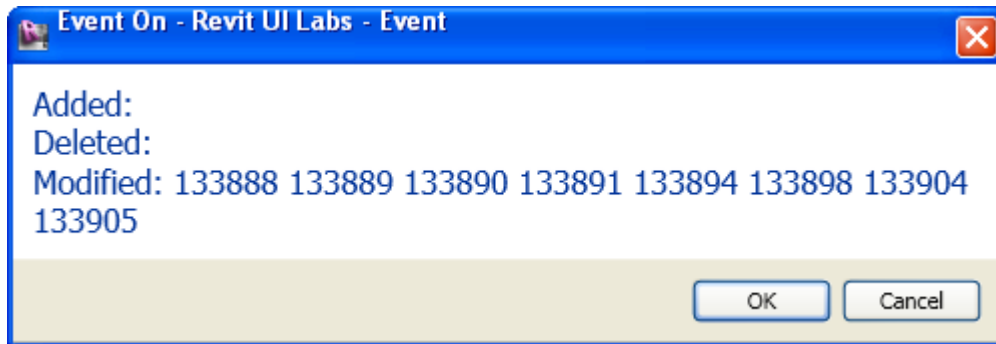 Event On - Revit UI Labs - Event
Added:
Deleted:
Modified: 133888 133889 133890 133891 133894 133898 133904
133905
OK Cancel